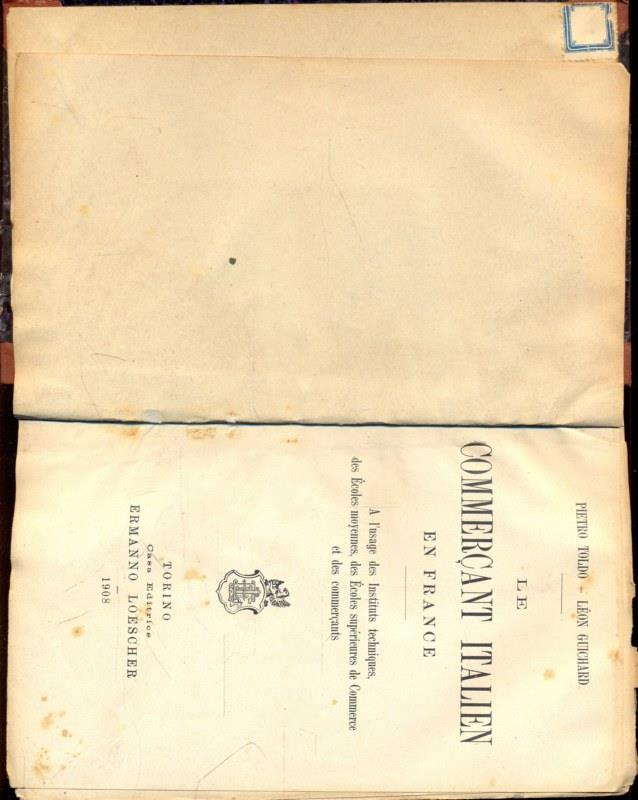 PIETRO TOLDO - LÉON GUICHARD
LE
COMMERÇANT ITALIEN
EN FRANCE
A l'usage des Instituts techniques,
des Écoles moyennes, des Écoles supérieures de Commerce
et des commerçants
TORINO
Casa Editrice
ERMANNO LOESCHER
1908